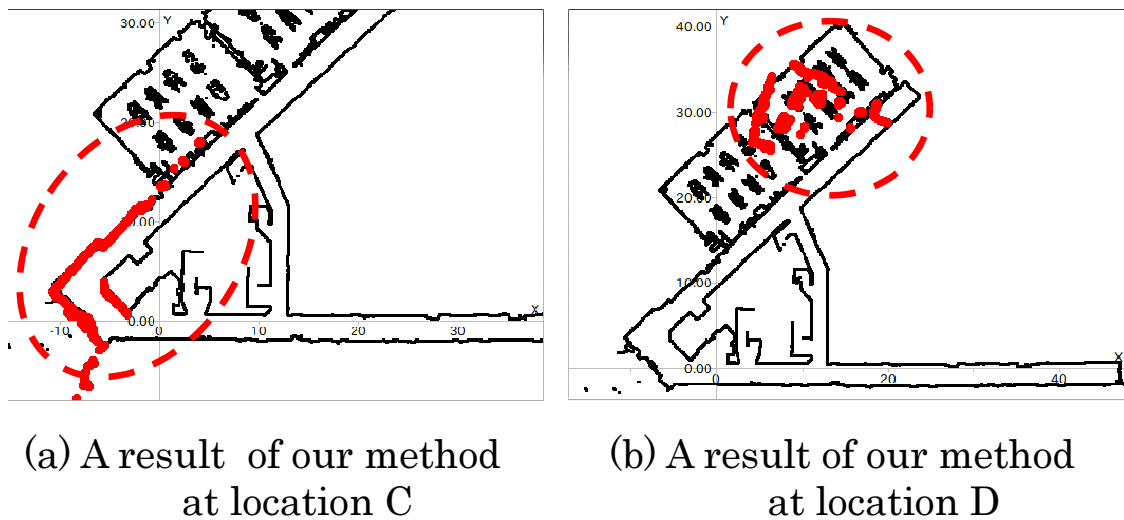 30.00 Y
20.00
10.00
0.00
-10 0 10 20 30 X
40.00 Y
30.00
20.00
10.00
0.00
0 20 40 X
(a) A result of our method
at location C
(b) A result of our method
at location D